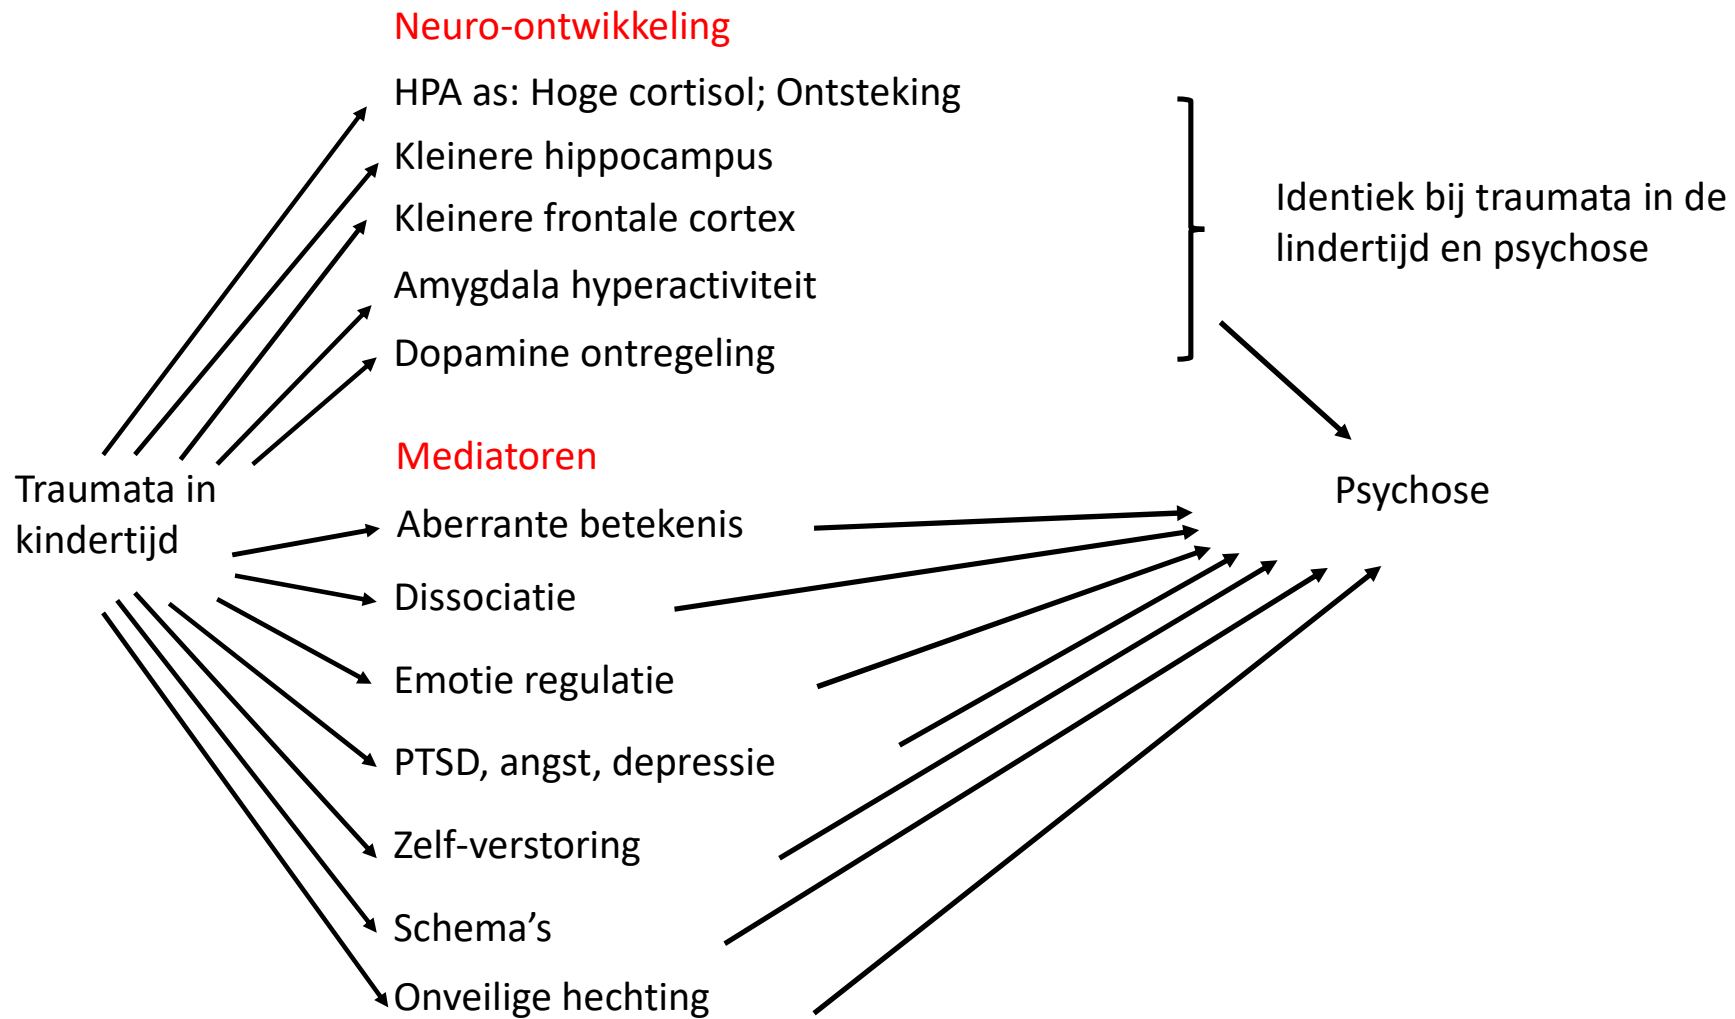 Neuro-ontwikkeling
HPA as: Hoge cortisol; Ontsteking
Kleinere hippocampus
Kleinere frontale cortex
Amygdala hyperactiviteit
Dopamine ontregeling
Identiek bij traumata in de
lindertijd en psychose
Traumata in
kindertijd
Mediatoren
Aberrante betekenis
Dissociatie
Emotie regulatie
PTSD, angst, depressie
Zelf-verstoring
Schema’s
Onveilige hechting
Psychose